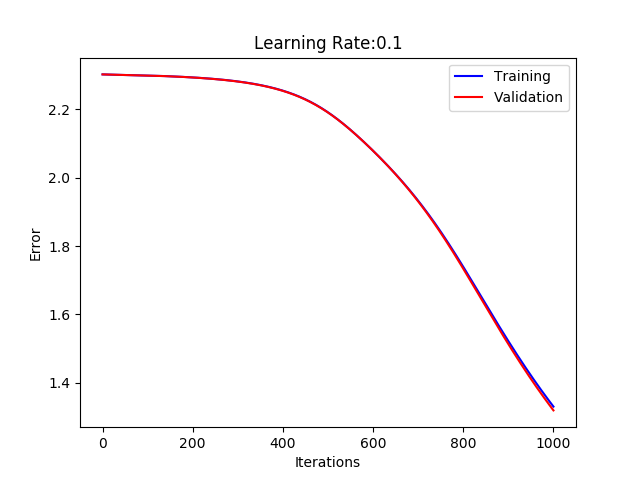 Learning Rate:0.1
Training
Validation
2.2
2.0
1.8
1.6
1.4
Error
0 200 400 600 800 1000
Iterations